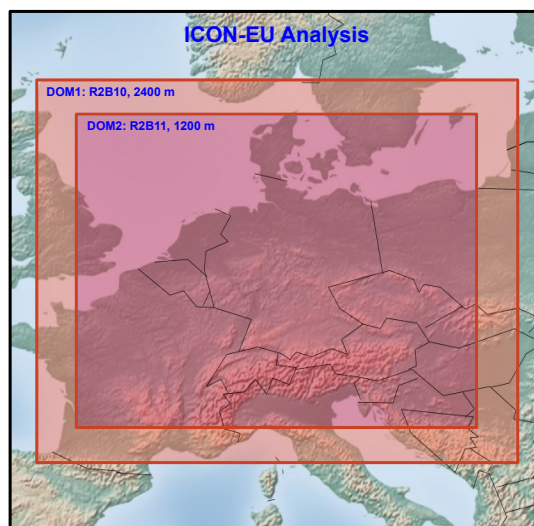 ICON-EU Analysis
DOM1: R2B10, 2400 m
DOM2: R2B11, 1200 m